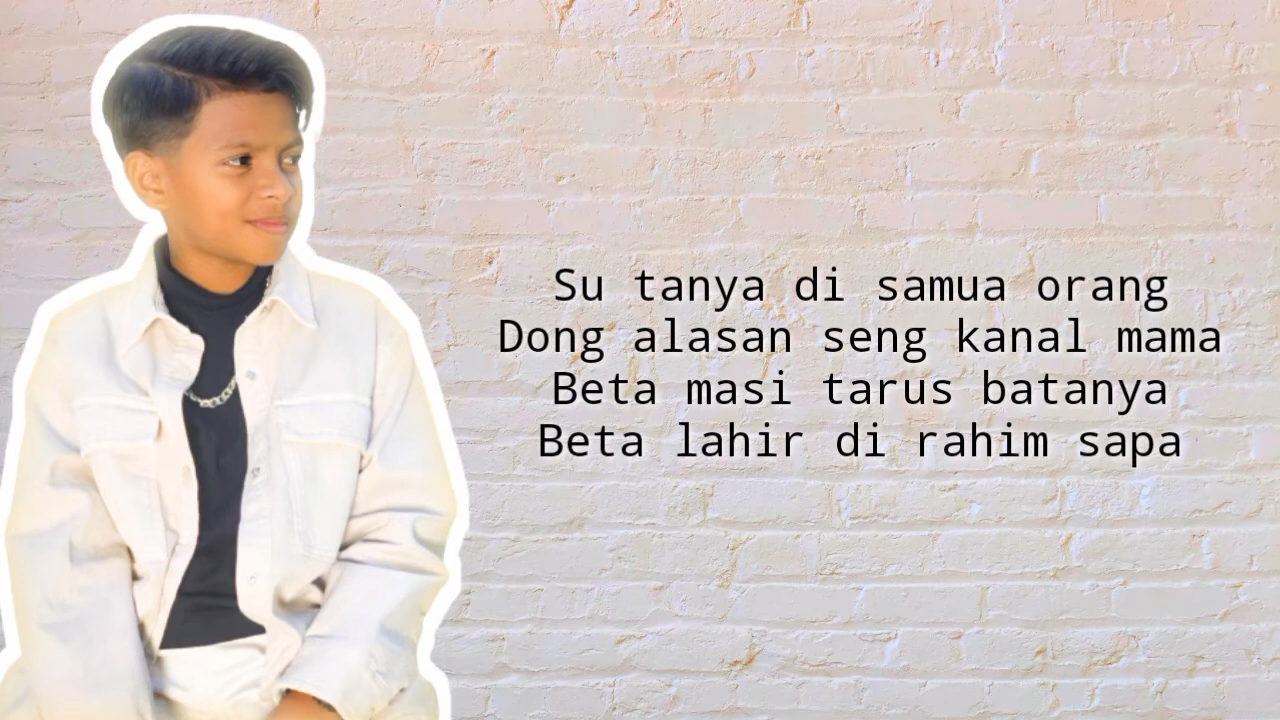 Su tanya di samua orang
Dong alasan seng kanal mama
Beta masi tarus batanya
Beta lahir di rahim sapa